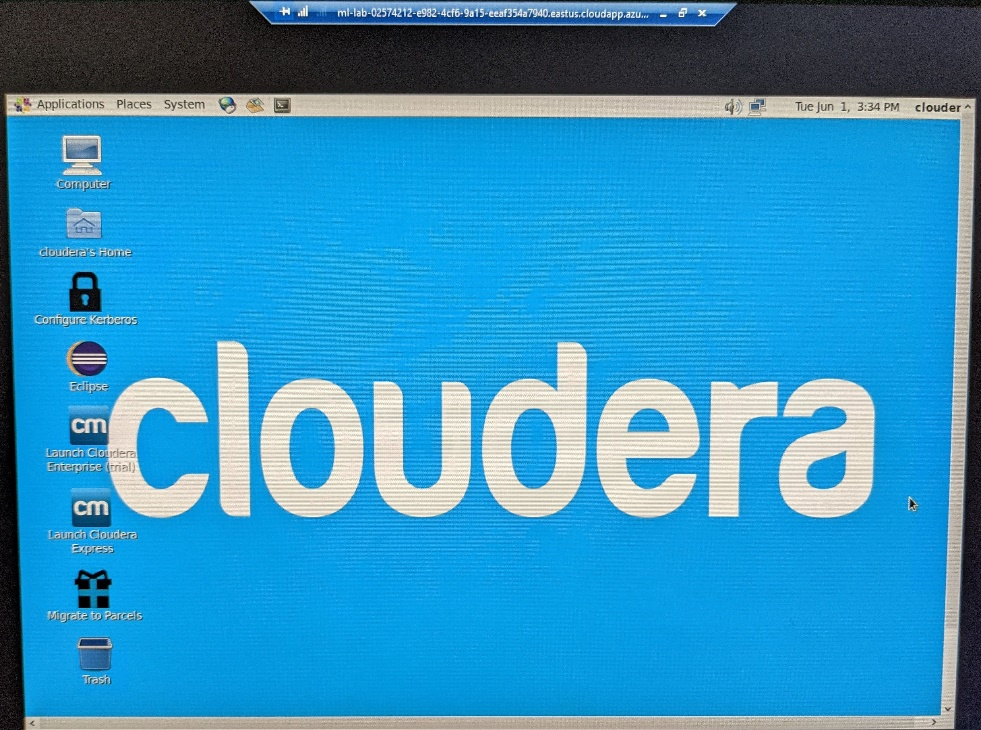 ml-lab-02574212-e982-4cf6-9a15-eeaf354a7940.eastus.cloudapp.azu...
Applications Places System Tue Jun 1, 3:34 PM clouder
Computer
cloudera's Home
Configure Kerberos
Eclipse
cm
Launch Cloudera
Enterprise (trial)
cloudera
cm
Launch Cloudera
Express
Migrate to Parcels
Trash